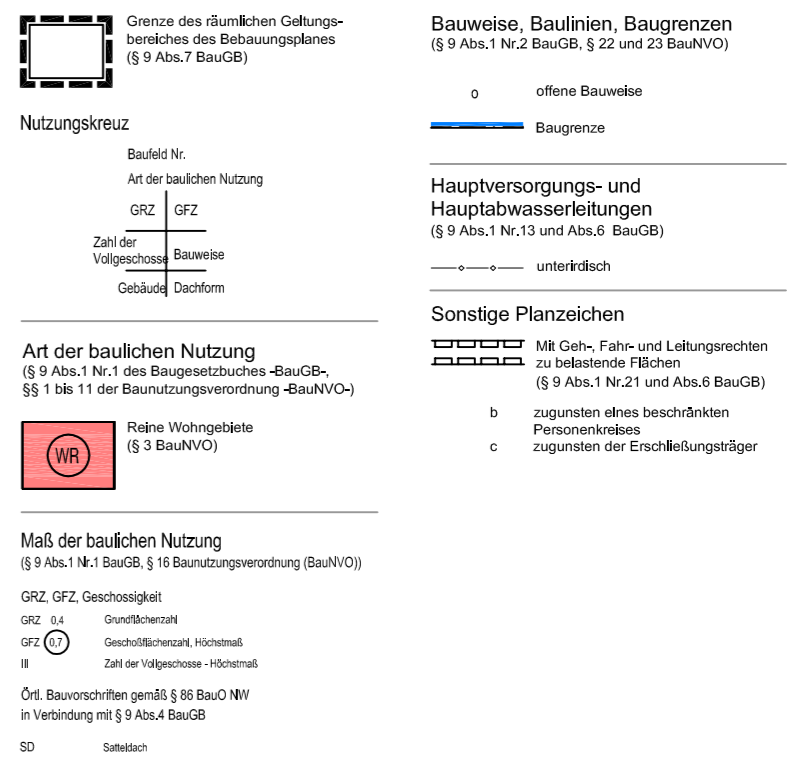 Grenze des räumlichen Geltungs-
bereiches des Bebauungsplanes
(§ 9 Abs.7 BauGB)
Nutzungskreuz
Baufeld Nr.
Art der baulichen Nutzung
GRZ GFZ
Zahl der
Vollgeschosse Bauweise
Gebäude Dachform
Art der baulichen Nutzung
(§ 9 Abs.1 Nr.1 des Baugesetzbuches -BauGB-,
§§ 1 bis 11 der Baunutzungsverordnung -BauNVO-)
WR
Reine Wohngebiete
(§ 3 BauNVO)
Maß der baulichen Nutzung
(§ 9 Abs.1 Nr.1 BauGB, § 16 Baunutzungsverordnung (BauNVO))
GRZ, GFZ, Geschossigkeit
GRZ 0,4 Grundflächenzahl
GFZ 0,7 Geschoßflächenzahl, Höchstmaß
III Zahl der Vollgeschosse - Höchstmaß
Örtl. Bauvorschriften gemäß § 86 BauO NW
in Verbindung mit § 9 Abs.4 BauGB
SD Satteldach
Bauweise, Baulinien, Baugrenzen
(§ 9 Abs.1 Nr.2 BauGB, § 22 und 23 BauNVO)
o offene Bauweise
Baugrenze
Hauptversorgungs- und
Hauptabwasserleitungen
(§ 9 Abs.1 Nr.13 und Abs.6 BauGB)
unterirdisch
Sonstige Planzeichen
Mit Geh-, Fahr- und Leitungsrechten
zu belastende Flächen
(§ 9 Abs.1 Nr.21 und Abs.6 BauGB)
b zugunsten eines beschränkten
Personenkreises
c zugunsten der Erschließungsträger